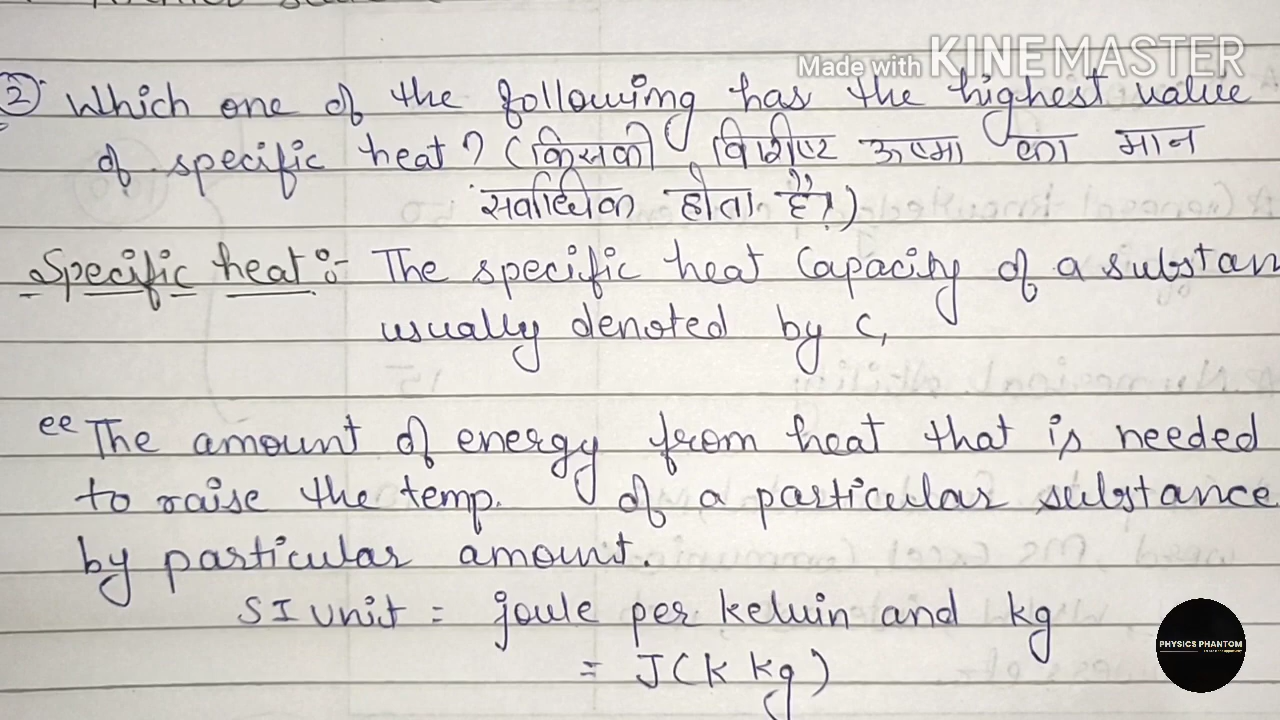 Made with KINEMASTER
② Which one of the following has the highest value
of specific heat? (किसकी विशिष्ट ऊष्मा का मान
सर्वाधिक होता है?)
Specific heat :- The specific heat Capacity of a substan
usually denoted by c,
"The amount of energy from heat that is needed
to raise the temp. of a particular substance
by particular amount.
SI Unit = joule per kelvin and kg
= J(K kg)
PHYSICS PHANTOM